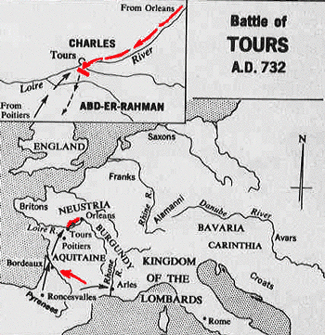 From Orleans
CHARLES
Tours
River
Loire
From
Poitiers
ABD-ER-RAHMAN
Battle of
TOURS
A.D. 732
ENGLAND
Saxons
N
Franks
Britons
NEUSTRIA
Orleans
Loire R.
Tours
Poitiers
Rhine R.
Alamanni
Danube River
BURGUNDY
AQUITAINE
BAVARIA
CARINTHIA
Avars
Bordeaux
Rhone R.
KINGDOM
OF THE
LOMBARDS
Croats
Arles
Roncesvalles
Pyrenees
Rome